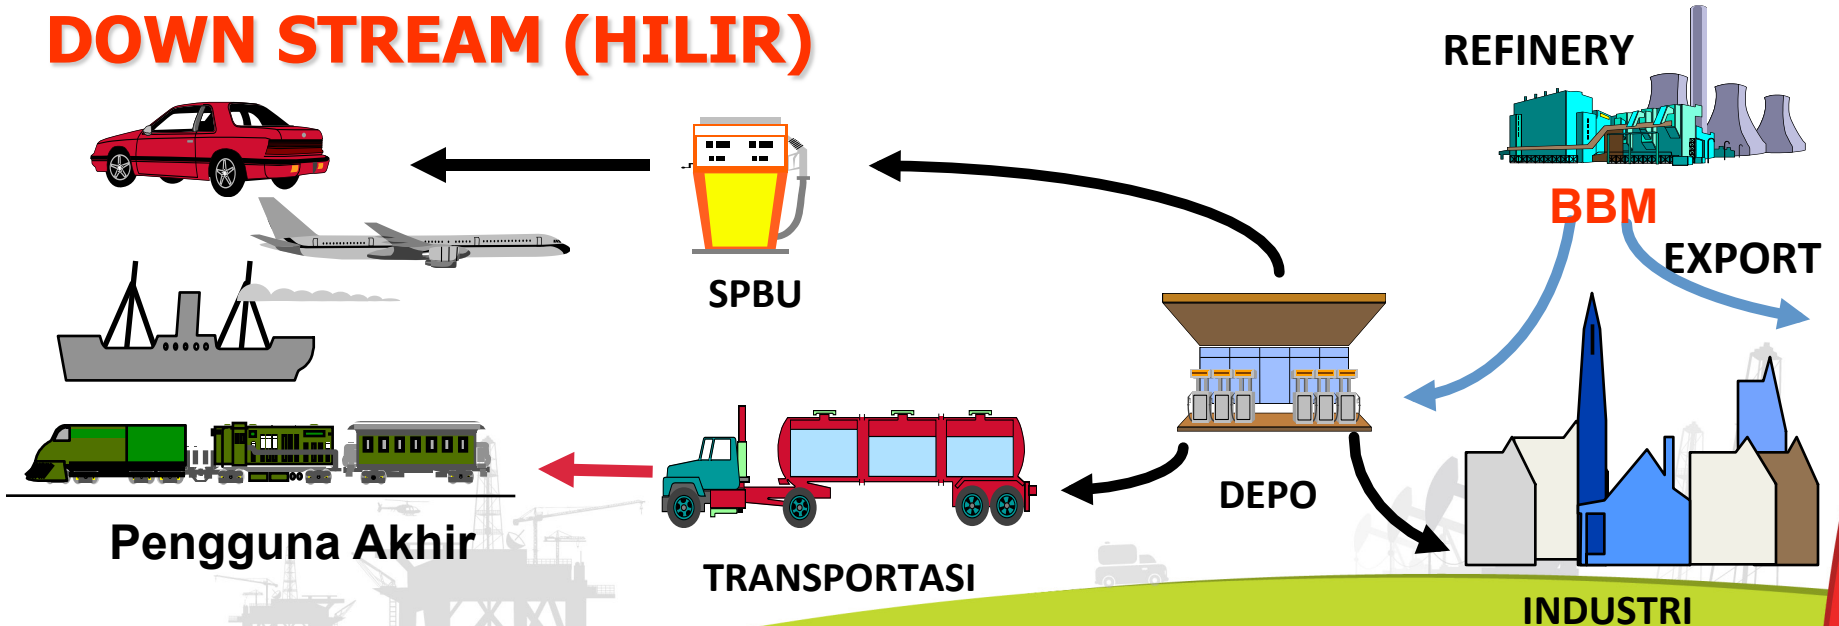 DOWN STREAM (HILIR)
REFINERY
BBM
EXPORT
SPBU
DEPO
Pengguna Akhir
TRANSPORTASI
INDUSTRI